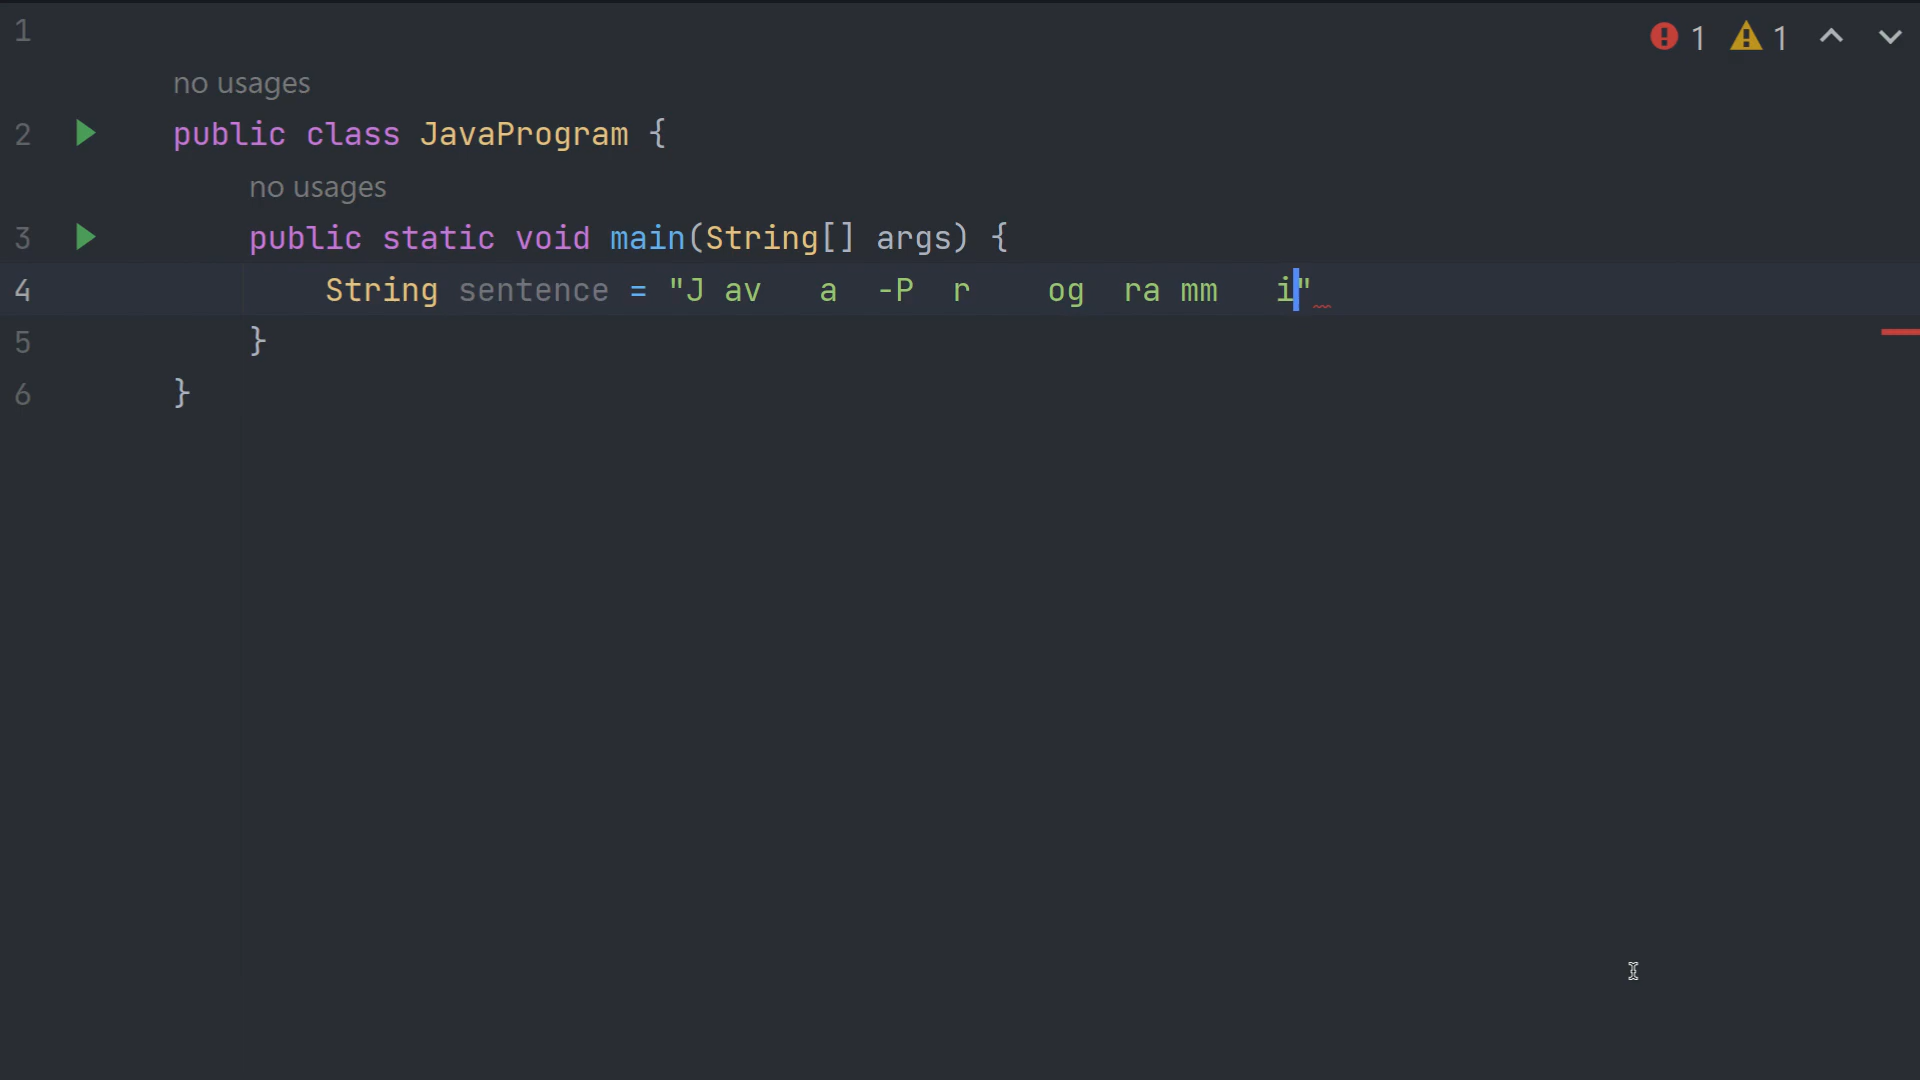 1
1 1
no usages
2 public class JavaProgram {
no usages
3 public static void main(String[] args) {
4 String sentence = "J av   a  -P  r    og  ra mm   i"
5 }
6 }